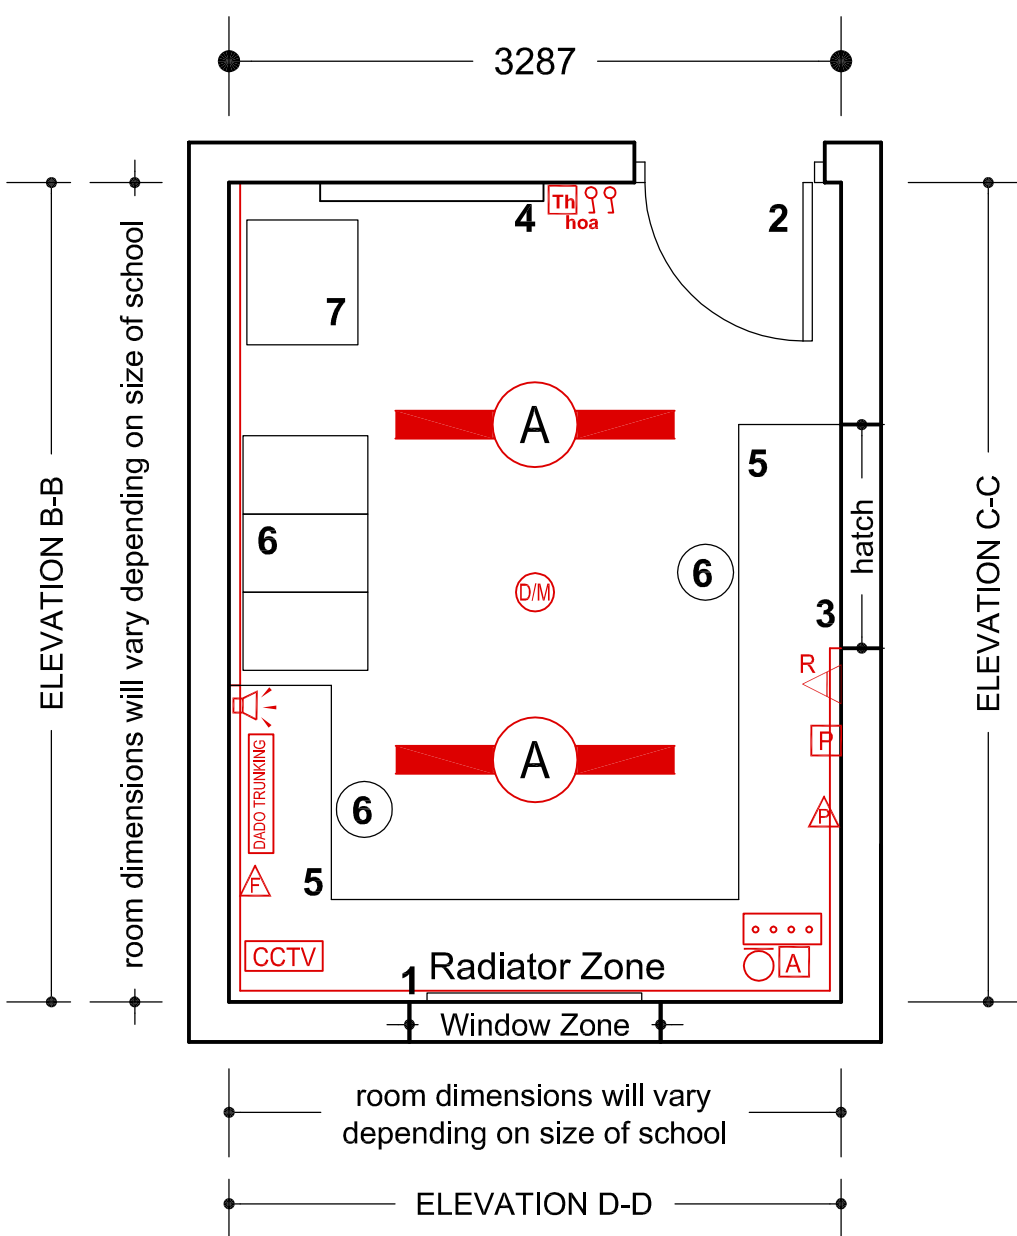 3287
ELEVATION B-B
room dimensions will vary depending on size of school
4
Th
hoa
2
7
A
5
hatch
ELEVATION C-C
6
D/M
6
3
R
DADO TRUNKING
A
P
6
P
F
5
CCTV
1
Radiator Zone
A
Window Zone
room dimensions will vary
depending on size of school
ELEVATION D-D